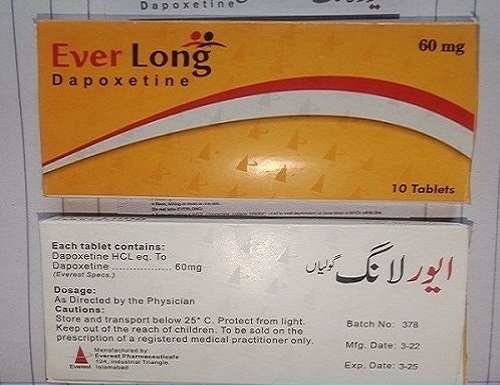 Dapoxetine
Ever Long
Dapoxetine
60 mg
10 Tablets
Each tablet contains:
Dapoxetine HCL eq. To
Dapoxetine ................... 60mg
(Everest Specs.)
Dosage:
As Directed by the Physician
Cautions:
Store and transport below 25° C. Protect from light.
Keep out of the reach of children. To be sold on the
prescription of a registered medical practitioner only.
Manufactured by:
Everest Pharmaceuticals
124, Industrial Triangle,
Islamabad
Everest
ایور لانگ گولیاں
Batch No: 378
Mfg. Date: 3-22
Exp. Date: 3-25